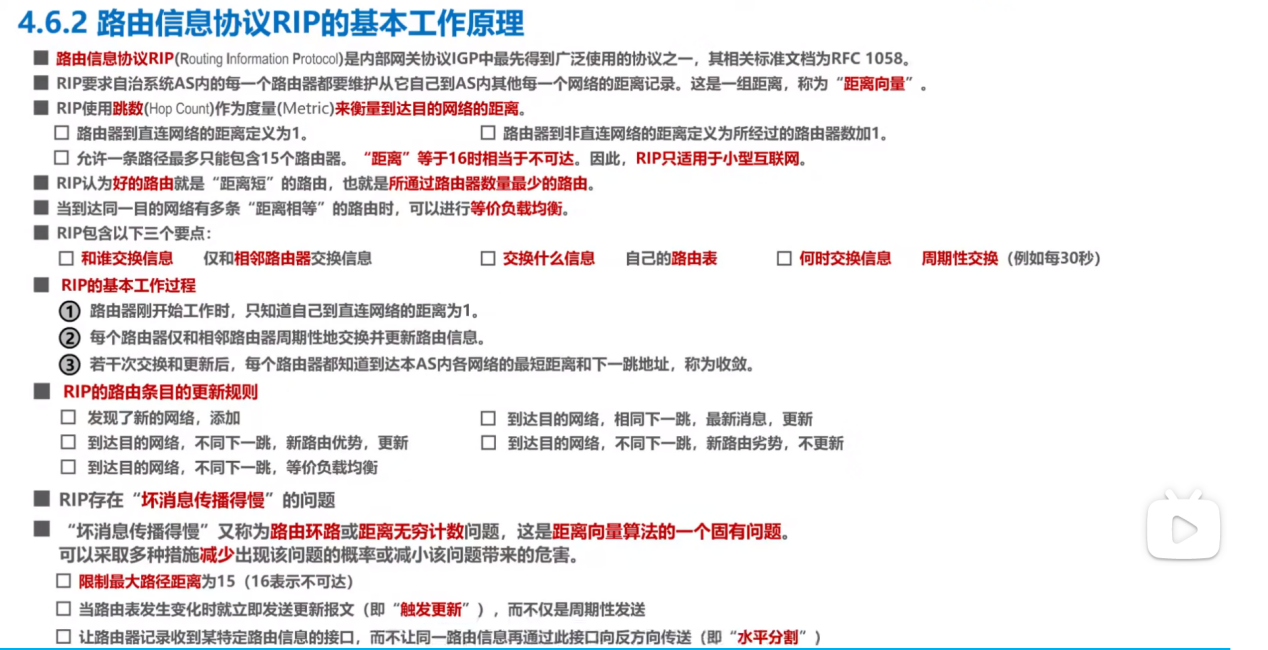 4.6.2 路由信息协议RIP的基本工作原理
路由信息协议RIP(Routing Information Protocol)是内部网关协议IGP中最先得到广泛使用的协议之一，其相关标准文档为RFC 1058。
RIP要求自治系统AS内的每一个路由器都要维护从它自己到AS内其他每一个网络的距离记录。这是一组距离，称为“距离向量”。
RIP使用跳数(Hop Count)作为度量(Metric)来衡量到达目的网络的距离。
路由器到直连网络的距离定义为1。 路由器到非直连网络的距离定义为所经过的路由器数加1。
允许一条路径最多只能包含15个路由器。“距离”等于16时相当于不可达。因此，RIP只适用于小型互联网。
RIP认为好的路由就是“距离短”的路由，也就是所通过路由器数量最少的路由。
当到达同一目的网络有多条“距离相等”的路由时，可以进行等价负载均衡。
RIP包含以下三个要点：
和谁交换信息 仅和相邻路由器交换信息 交换什么信息 自己的路由表 何时交换信息 周期性交换（例如每30秒）
RIP的基本工作过程
① 路由器刚开始工作时，只知道自己到直连网络的距离为1。
② 每个路由器仅和相邻路由器周期性地交换并更新路由信息。
③ 若干次交换和更新后，每个路由器都知道到达本AS内各网络的最短距离和下一跳地址，称为收敛。
RIP的路由条目的更新规则
发现了新的网络，添加 到达目的网络，相同下一跳，最新消息，更新
到达目的网络，不同下一跳，新路由优势，更新 到达目的网络，不同下一跳，新路由劣势，不更新
到达目的网络，不同下一跳，等价负载均衡
RIP存在“坏消息传播得慢”的问题
“坏消息传播得慢”又称为路由环路或距离无穷计数问题，这是距离向量算法的一个固有问题。
可以采取多种措施减少出现该问题的概率或减小该问题带来的危害。
限制最大路径距离为15（16表示不可达）
当路由表发生变化时就立即发送更新报文（即“触发更新”），而不仅是周期性发送
让路由器记录收到某特定路由信息的接口，而不让同一路由信息再通过此接口向反方向传送（即“水平分割”）